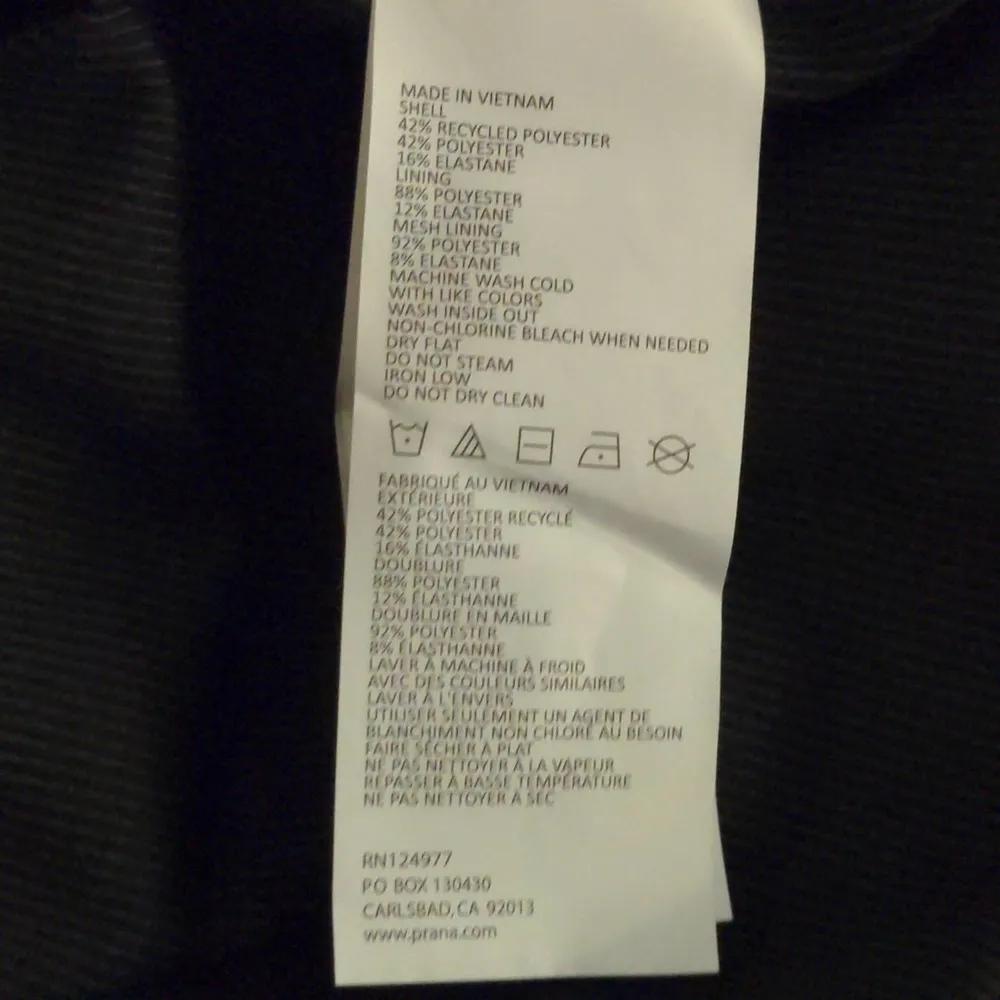 MADE IN VIETNAM
SHELL
42% RECYCLED POLYESTER
42% POLYESTER
16% ELASTANE
LINING
88% POLYESTER
12% ELASTANE
MESH LINING
92% POLYESTER
8% ELASTANE
MACHINE WASH COLD
WITH LIKE COLORS
WASH INSIDE OUT
NON-CHLORINE BLEACH WHEN NEEDED
DRY FLAT
DO NOT STEAM
IRON LOW
DO NOT DRY CLEAN
FABRIQUÉ AU VIETNAM
EXTÉRIEURE
42% POLYESTER RECYCLÉ
42% POLYESTER
16% ÉLASTHANNE
DOUBLURE
88% POLYESTER
12% ÉLASTHANNE
DOUBLURE EN MAILLE
92% POLYESTER
8% ÉLASTHANNE
LAVER À MACHINE À FROID
AVEC DES COULEURS SIMILAIRES
LAVER À L'ENVERS
UTILISER SEULEMENT UN AGENT DE
BLANCHIMENT NON CHLORÉ AU BESOIN
FAIRE SÉCHER À PLAT
NE PAS NETTOYER À LA VAPEUR
REPASSER À BASSE TEMPÉRATURE
NE PAS NETTOYER À SEC
RN124977
PO BOX 130430
CARLSBAD, CA 92013
www.prana.com